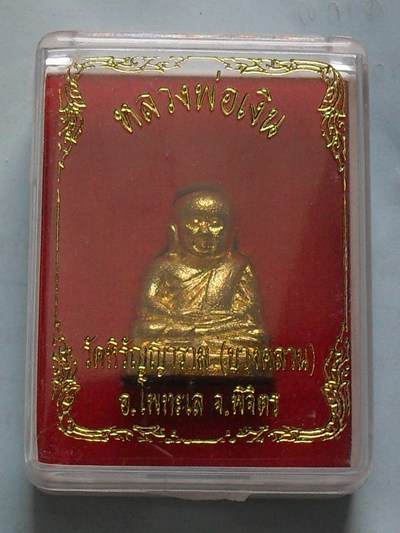 หลวงพ่อเงิน
วัดหิรัญญาราม (บางคลาน)
อ.โพทะเล จ.พิจิตร